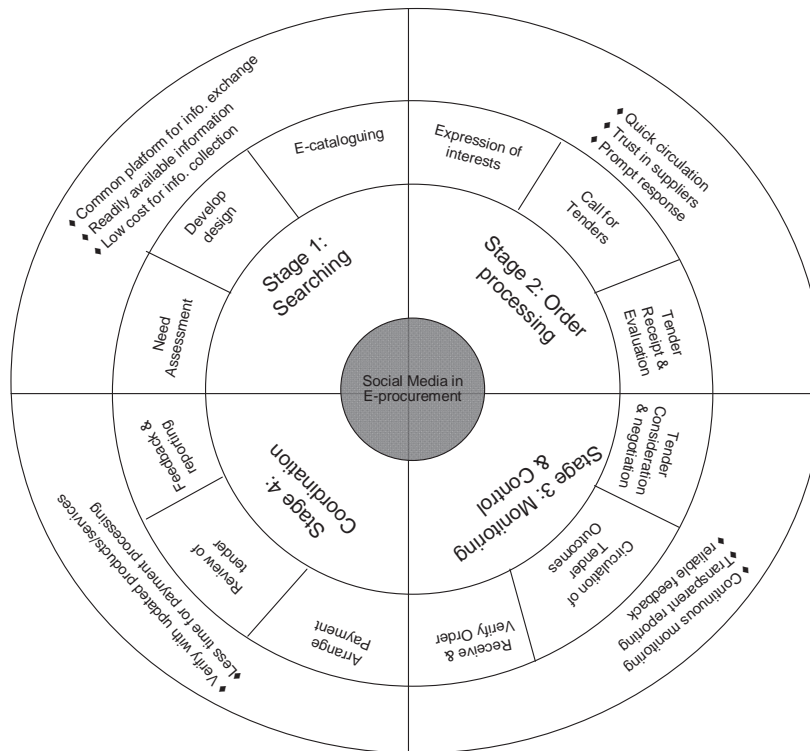 Social Media in
E-procurement
Stage 1:
Searching
Need
Assessment
Develop
design
E-cataloguing
♦ Common platform for info. exchange
♦ Readily available information
♦ Low cost for info. collection
Stage 2: Order
processing
Expression of
interests
Call for
Tenders
Tender
Receipt &
Evaluation
♦ Quick circulation
♦ Trust in suppliers
♦ Prompt response
Stage 3: Monitoring
& Control
Tender
Consideration
& negotiation
Circulation of
Tender
Outcomes
Receive &
Verify Order
♦ Continuous monitoring
♦ Transparent reporting
♦ reliable feedback
Stage 4:
Coordination
Arrange
Payment
Review of
tender
Feedback &
reporting
♦ Verify with updated products/services
♦ Less time for payment processing